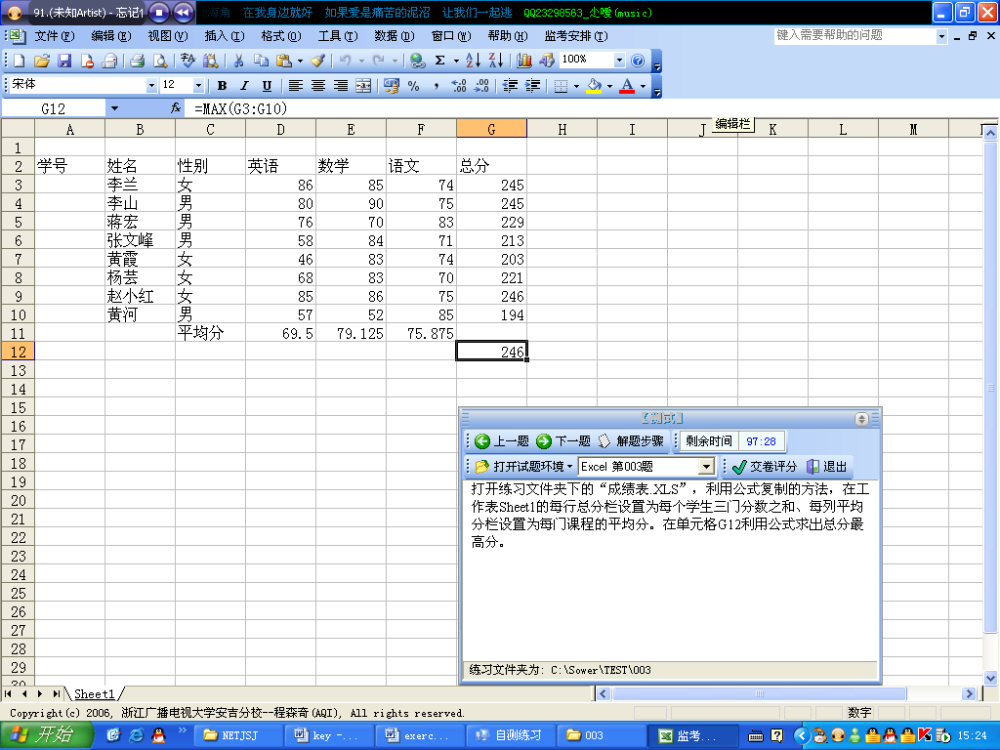 91.(未知Artist) - 忘记1 海角 在我身边就好 如果爱是痛苦的泥沼 让我们一起逃 QQ23298563_尐嗳(music)
文件(F) 编辑(E) 视图(V) 插入(I) 格式(O) 工具(T) 数据(D) 窗口(W) 帮助(H) 监考安排(T) 键入需要帮助的问题
100%
宋体 12 B I U
G12 fx =MAX(G3:G10)
编辑栏
A B C D E F G H I J K L M
1
2 学号 姓名 性别 英语 数学 语文 总分
3 李兰 女 86 85 74 245
4 李山 男 80 90 75 245
5 蒋宏 男 76 70 83 229
6 张文峰 男 58 84 71 213
7 黄霞 女 46 83 74 203
8 杨芸 女 68 83 70 221
9 赵小红 女 85 86 75 246
10 黄河 男 57 52 85 194
11 平均分 69.5 79.125 75.875
12 246
13
14
15
16
17
18
19
20
21
22
23
24
25
26
27
28
29
30
【测试】
上一题 下一题 解题步骤 剩余时间 97:28
打开试题环境 Excel 第003题 交卷评分 退出
打开练习文件夹下的“成绩表.XLS”，利用公式复制的方法，在工
作表Sheet1的每行总分栏设置为每个学生三门分数之和、每列平均
分栏设置为每门课程的平均分。在单元格G12利用公式求出总分最
高分。
练习文件夹为: C:\Sower\TEST\003
Sheet1
Copyright(c) 2006, 浙江广播电视大学安吉分校--程森奇(AQI), All rights reserved. 数字
开始 NETJSJ key -... exerc... 自测练习 003 监考... 15:24